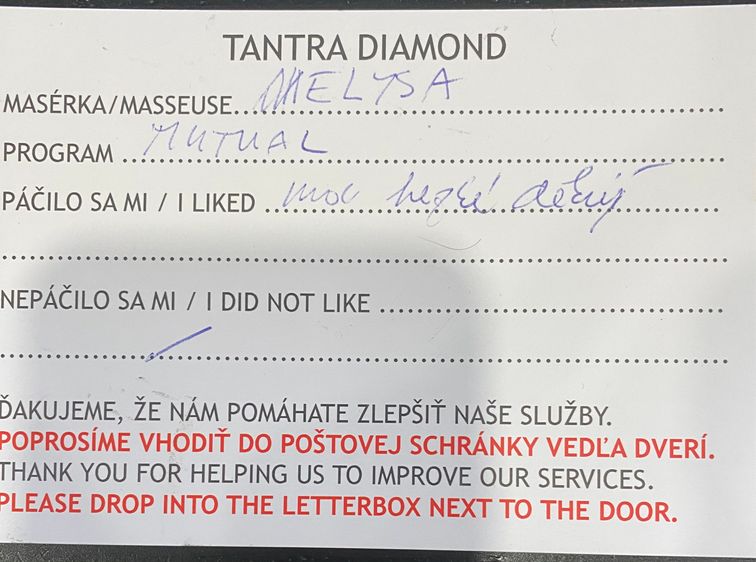 TANTRA DIAMOND
MASÉRKA/MASSEUSE...MELYSA
PROGRAM...MUTUAL
PÁČILO SA MI / I LIKED...moc hezké
NEPÁČILO SA MI / I DID NOT LIKE...
ĎAKUJEME, ŽE NÁM POMÁHATE ZLEPŠIŤ NAŠE SLUŽBY.
POPROSÍME VHODIŤ DO POŠTOVEJ SCHRÁNKY VEDĽA DVERÍ.
THANK YOU FOR HELPING US TO IMPROVE OUR SERVICES.
PLEASE DROP INTO THE LETTERBOX NEXT TO THE DOOR.